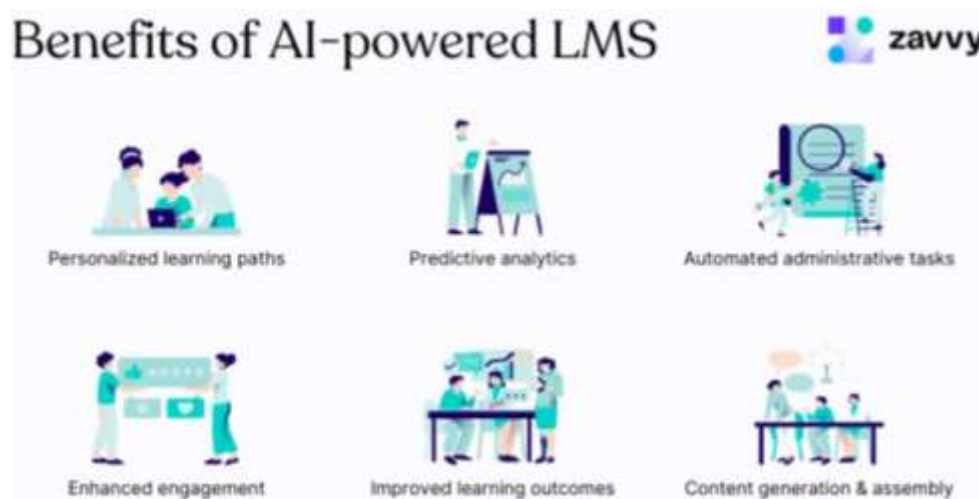 Benefits of AI-powered LMS
zavvy
Personalized learning paths
Predictive analytics
Automated administrative tasks
Enhanced engagement
Improved learning outcomes
Content generation & assembly